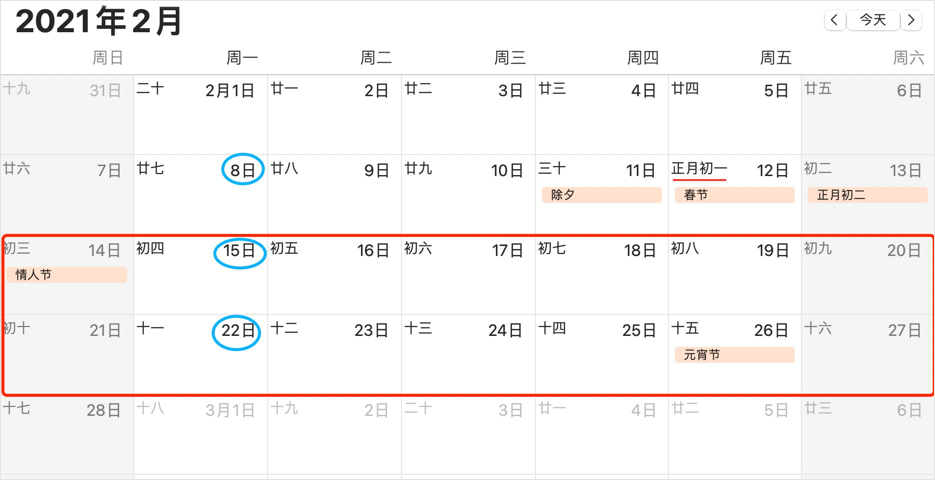 2021年2月
今天
周日 周一 周二 周三 周四 周五 周六
十九 31日 二十 2月1日 廿一 2日 廿二 3日 廿三 4日 廿四 5日 廿五 6日
廿六 7日 廿七 8日 廿八 9日 廿九 10日 三十 11日 正月初一 12日 初二 13日
除夕 春节 正月初二
初三 14日 初四 15日 初五 16日 初六 17日 初七 18日 初八 19日 初九 20日
情人节
初十 21日 十一 22日 十二 23日 十三 24日 十四 25日 十五 26日 十六 27日
元宵节
十七 28日 十八 3月1日 十九 2日 二十 3日 廿一 4日 廿二 5日 廿三 6日